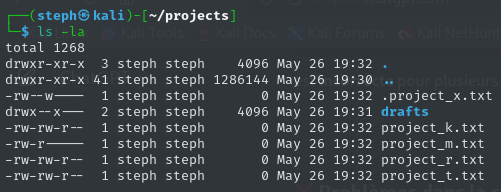 ┌──(steph㉿kali)-[~/projects]
└─$ ls -la
total 1268
drwxr-xr-x  3 steph steph    4096 May 26 19:32 .
drwxr-xr-x 41 steph steph 1286144 May 26 19:30 ..
-rw--w----  1 steph steph       0 May 26 19:32 .project_x.txt
drwx--x---  2 steph steph    4096 May 26 19:31 drafts
-rw-rw-r--  1 steph steph       0 May 26 19:32 project_k.txt
-rw-r-----  1 steph steph       0 May 26 19:32 project_m.txt
-rw-rw-r--  1 steph steph       0 May 26 19:32 project_r.txt
-rw-rw-r--  1 steph steph       0 May 26 19:32 project_t.txt